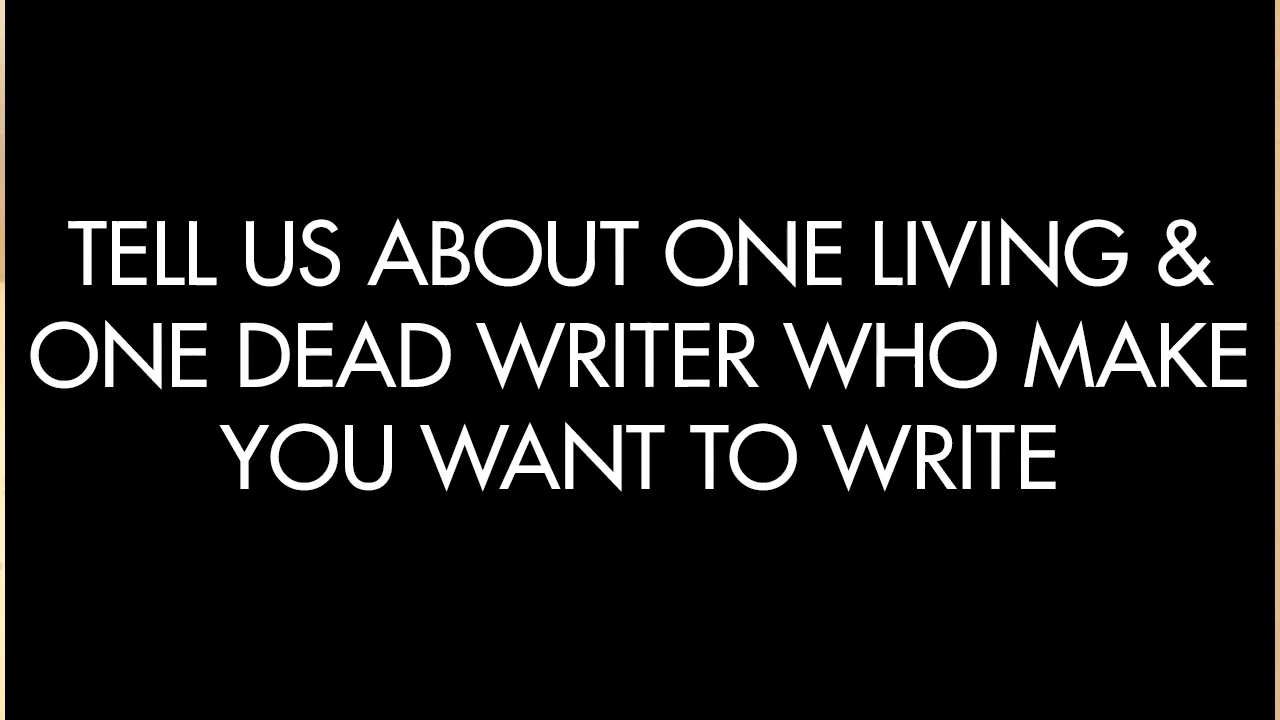 TELL US ABOUT ONE LIVING &
ONE DEAD WRITER WHO MAKE
YOU WANT TO WRITE